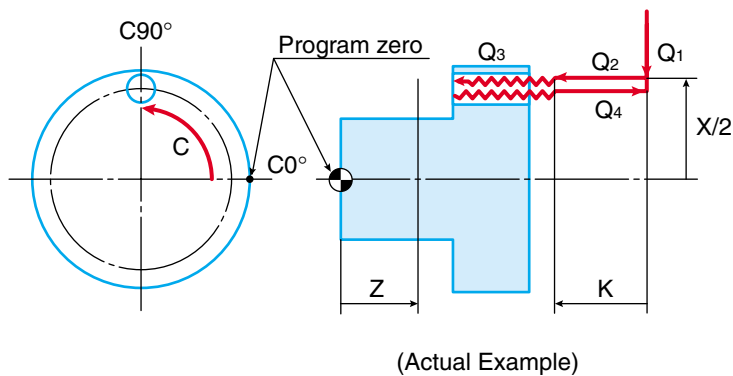 C90°
Program zero
Q3
Q2
Q1
Q4
X/2
C
C0°
Z
K
(Actual Example)